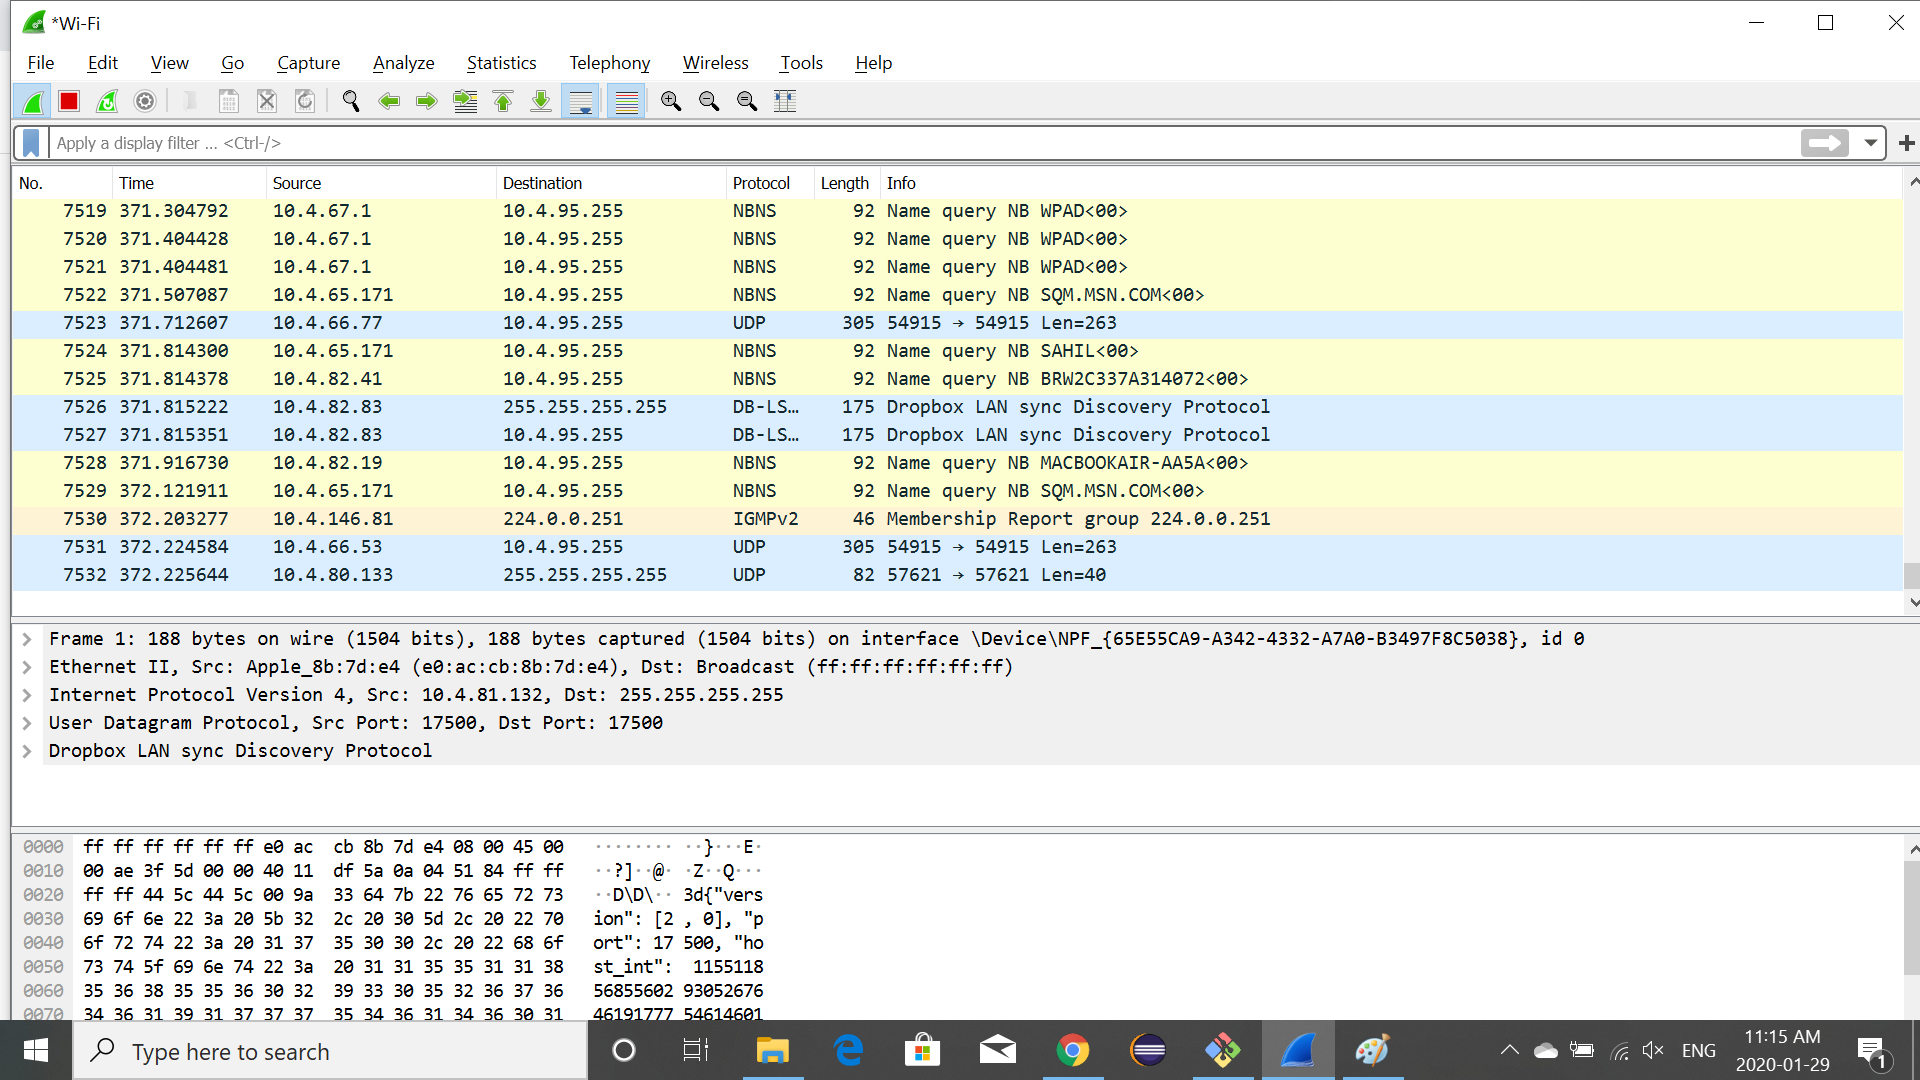 *Wi-Fi
File Edit View Go Capture Analyze Statistics Telephony Wireless Tools Help
Apply a display filter ... <Ctrl-/>
No. Time Source Destination Protocol Length Info
7519 371.304792 10.4.67.1 10.4.95.255 NBNS 92 Name query NB WPAD<00>
7520 371.404428 10.4.67.1 10.4.95.255 NBNS 92 Name query NB WPAD<00>
7521 371.404481 10.4.67.1 10.4.95.255 NBNS 92 Name query NB WPAD<00>
7522 371.507087 10.4.65.171 10.4.95.255 NBNS 92 Name query NB SQM.MSN.COM<00>
7523 371.712607 10.4.66.77 10.4.95.255 UDP 305 54915 → 54915 Len=263
7524 371.814300 10.4.65.171 10.4.95.255 NBNS 92 Name query NB SAHIL<00>
7525 371.814378 10.4.82.41 10.4.95.255 NBNS 92 Name query NB BRW2C337A314072<00>
7526 371.815222 10.4.82.83 255.255.255.255 DB-LS… 175 Dropbox LAN sync Discovery Protocol
7527 371.815351 10.4.82.83 10.4.95.255 DB-LS… 175 Dropbox LAN sync Discovery Protocol
7528 371.916730 10.4.82.19 10.4.95.255 NBNS 92 Name query NB MACBOOKAIR-AA5A<00>
7529 372.121911 10.4.65.171 10.4.95.255 NBNS 92 Name query NB SQM.MSN.COM<00>
7530 372.203277 10.4.146.81 224.0.0.251 IGMPv2 46 Membership Report group 224.0.0.251
7531 372.224584 10.4.66.53 10.4.95.255 UDP 305 54915 → 54915 Len=263
7532 372.225644 10.4.80.133 255.255.255.255 UDP 82 57621 → 57621 Len=40
Frame 1: 188 bytes on wire (1504 bits), 188 bytes captured (1504 bits) on interface \Device\NPF_{65E55CA9-A342-4332-A7A0-B3497F8C5038}, id 0
Ethernet II, Src: Apple_8b:7d:e4 (e0:ac:cb:8b:7d:e4), Dst: Broadcast (ff:ff:ff:ff:ff:ff)
Internet Protocol Version 4, Src: 10.4.81.132, Dst: 255.255.255.255
User Datagram Protocol, Src Port: 17500, Dst Port: 17500
Dropbox LAN sync Discovery Protocol
0000 ff ff ff ff ff ff e0 ac cb 8b 7d e4 08 00 45 00 ········ ··}···E·
0010 00 ae 3f 5d 00 00 40 11 df 5a 0a 04 51 84 ff ff ··?]··@· ·Z··Q···
0020 ff ff 44 5c 44 5c 00 9a 33 64 7b 22 76 65 72 73 ··D\D\·· 3d{"vers
0030 69 6f 6e 22 3a 20 5b 32 2c 20 30 5d 2c 20 22 70 ion": [2 , 0], "p
0040 6f 72 74 22 3a 20 31 37 35 30 30 2c 20 22 68 6f ort": 17 500, "ho
0050 73 74 5f 69 6e 74 22 3a 20 31 31 35 35 31 31 38 st_int": 1155118
0060 35 36 38 35 35 36 30 32 39 33 30 35 32 36 37 36 56855602 93052676
0070 34 36 31 39 31 37 37 37 35 34 36 31 34 36 30 31 46191777 54614601
Type here to search
ENG
11:15 AM
2020-01-29
1